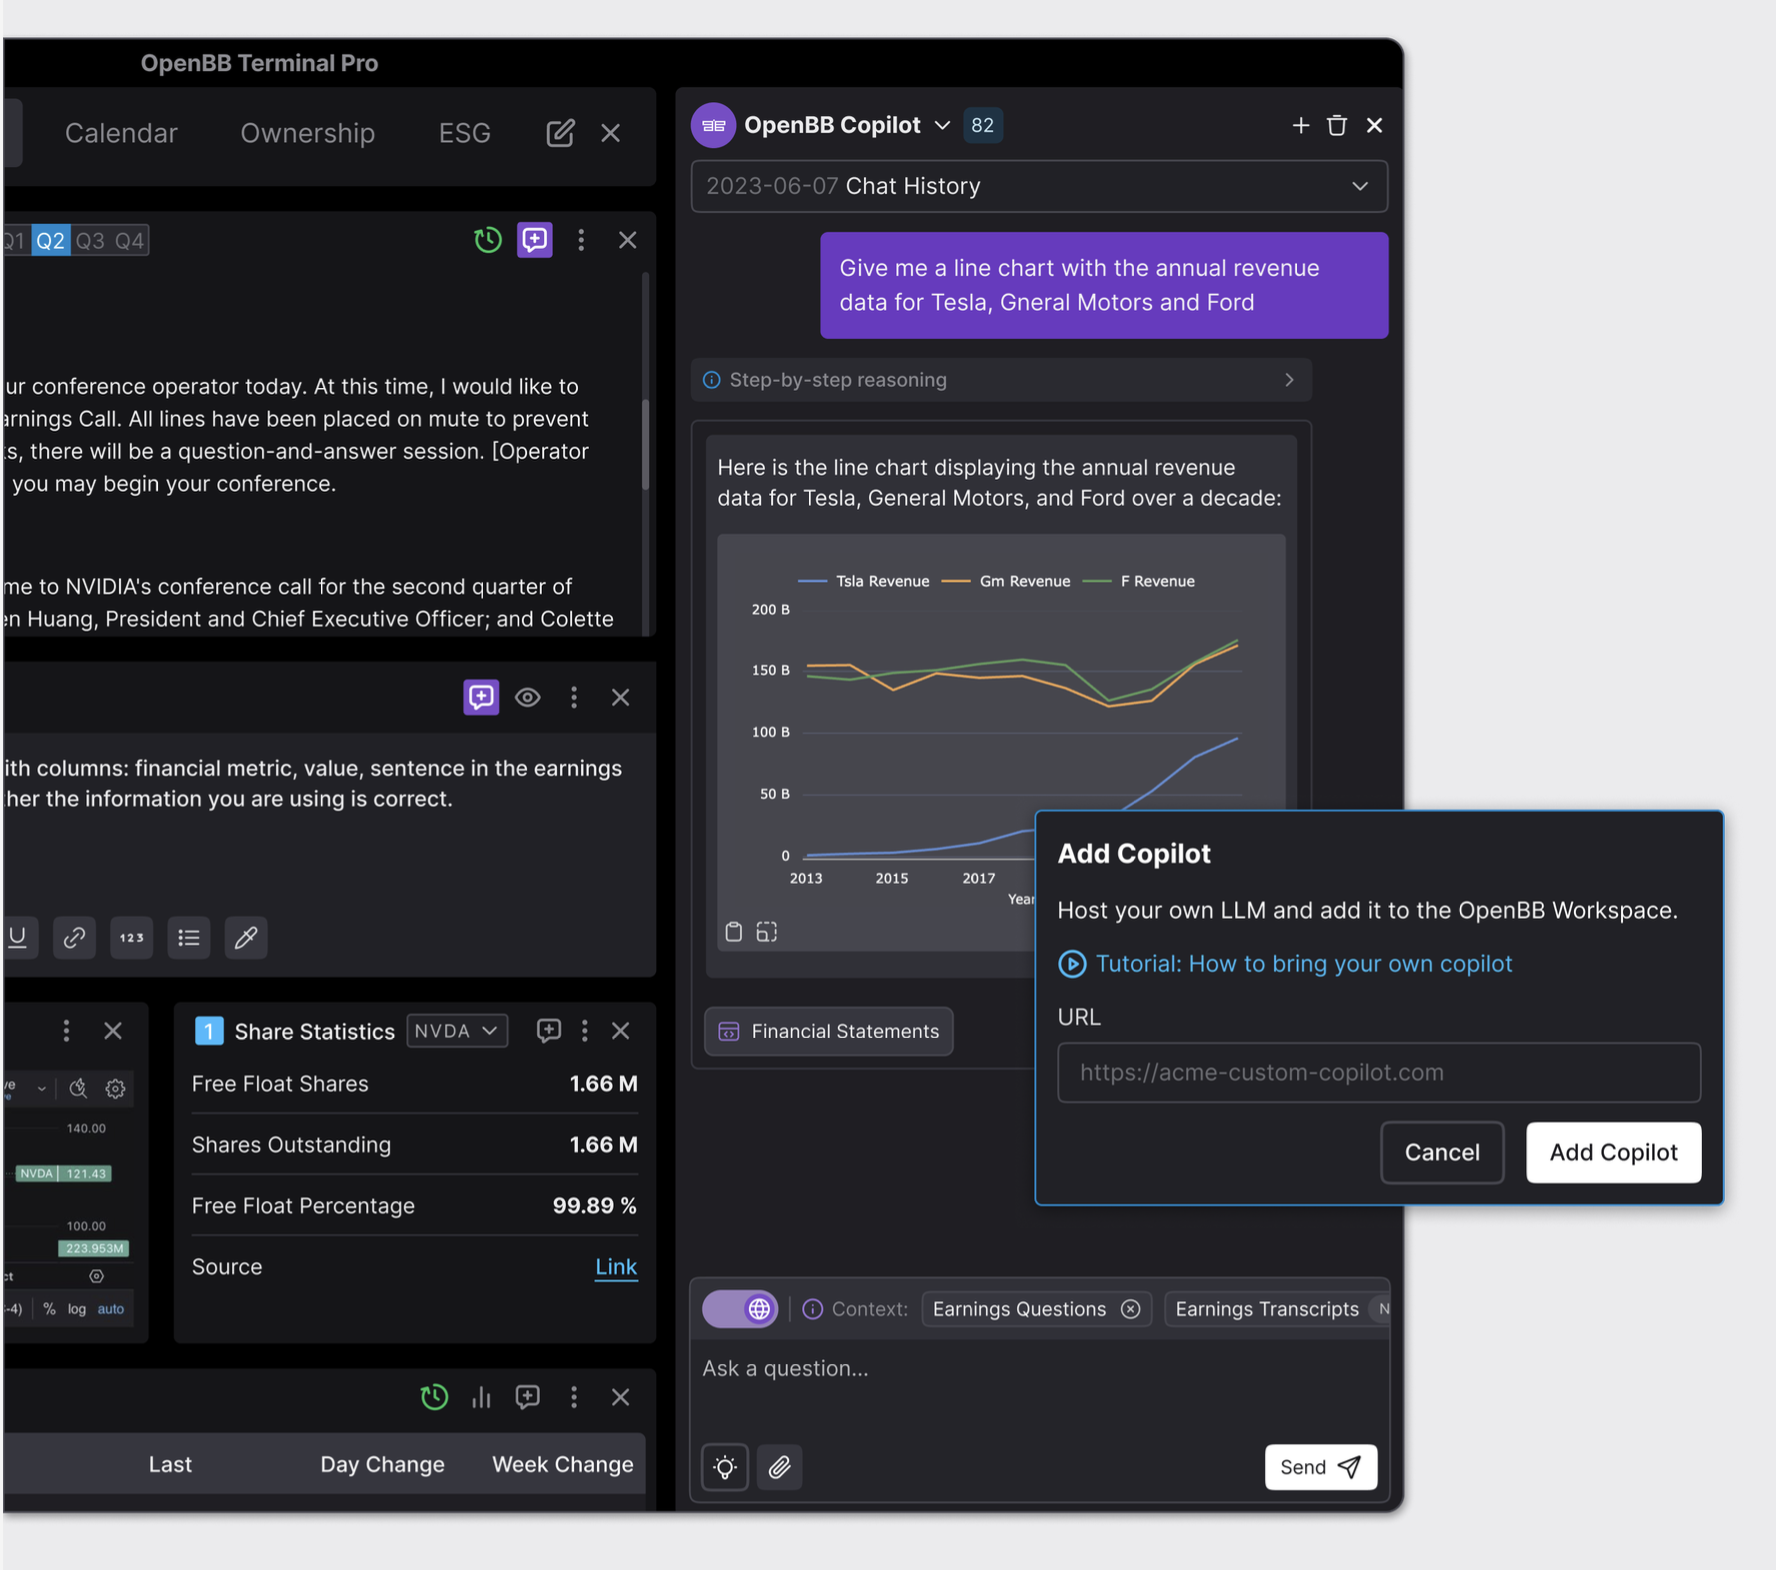 OpenBB Terminal Pro
Calendar Ownership ESG
Q1 Q2 Q3 Q4
ur conference operator today. At this time, I would like to
arnings Call. All lines have been placed on mute to prevent
s, there will be a question-and-answer session. [Operator
you may begin your conference.
me to NVIDIA's conference call for the second quarter of
en Huang, President and Chief Executive Officer; and Colette
ith columns: financial metric, value, sentence in the earnings
her the information you are using is correct.
123
140.00
NVDA 121.43
100.00
223.953M
% log auto
1 Share Statistics NVDA
Free Float Shares 1.66 M
Shares Outstanding 1.66 M
Free Float Percentage 99.89 %
Source Link
Last Day Change Week Change
OpenBB Copilot 82
2023-06-07 Chat History
Give me a line chart with the annual revenue
data for Tesla, Gneral Motors and Ford
Step-by-step reasoning
Here is the line chart displaying the annual revenue
data for Tesla, General Motors, and Ford over a decade:
Tsla Revenue Gm Revenue F Revenue
200 B
150 B
100 B
50 B
0
2013 2015 2017
Year
Financial Statements
Add Copilot
Host your own LLM and add it to the OpenBB Workspace.
Tutorial: How to bring your own copilot
URL
https://acme-custom-copilot.com
Cancel Add Copilot
Context: Earnings Questions Earnings Transcripts N
Ask a question...
Send